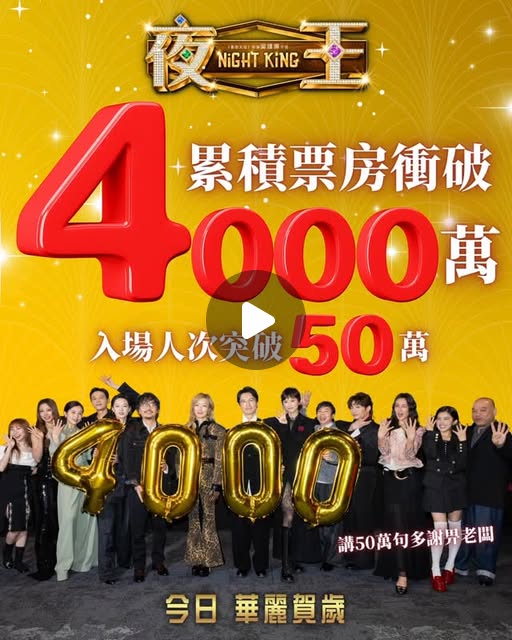 夜王
NiGHT KiNG
累積票房衝破
4000萬
入場人次突破50萬
4000
講50萬句多謝畀老闆
今日 華麗賀歲